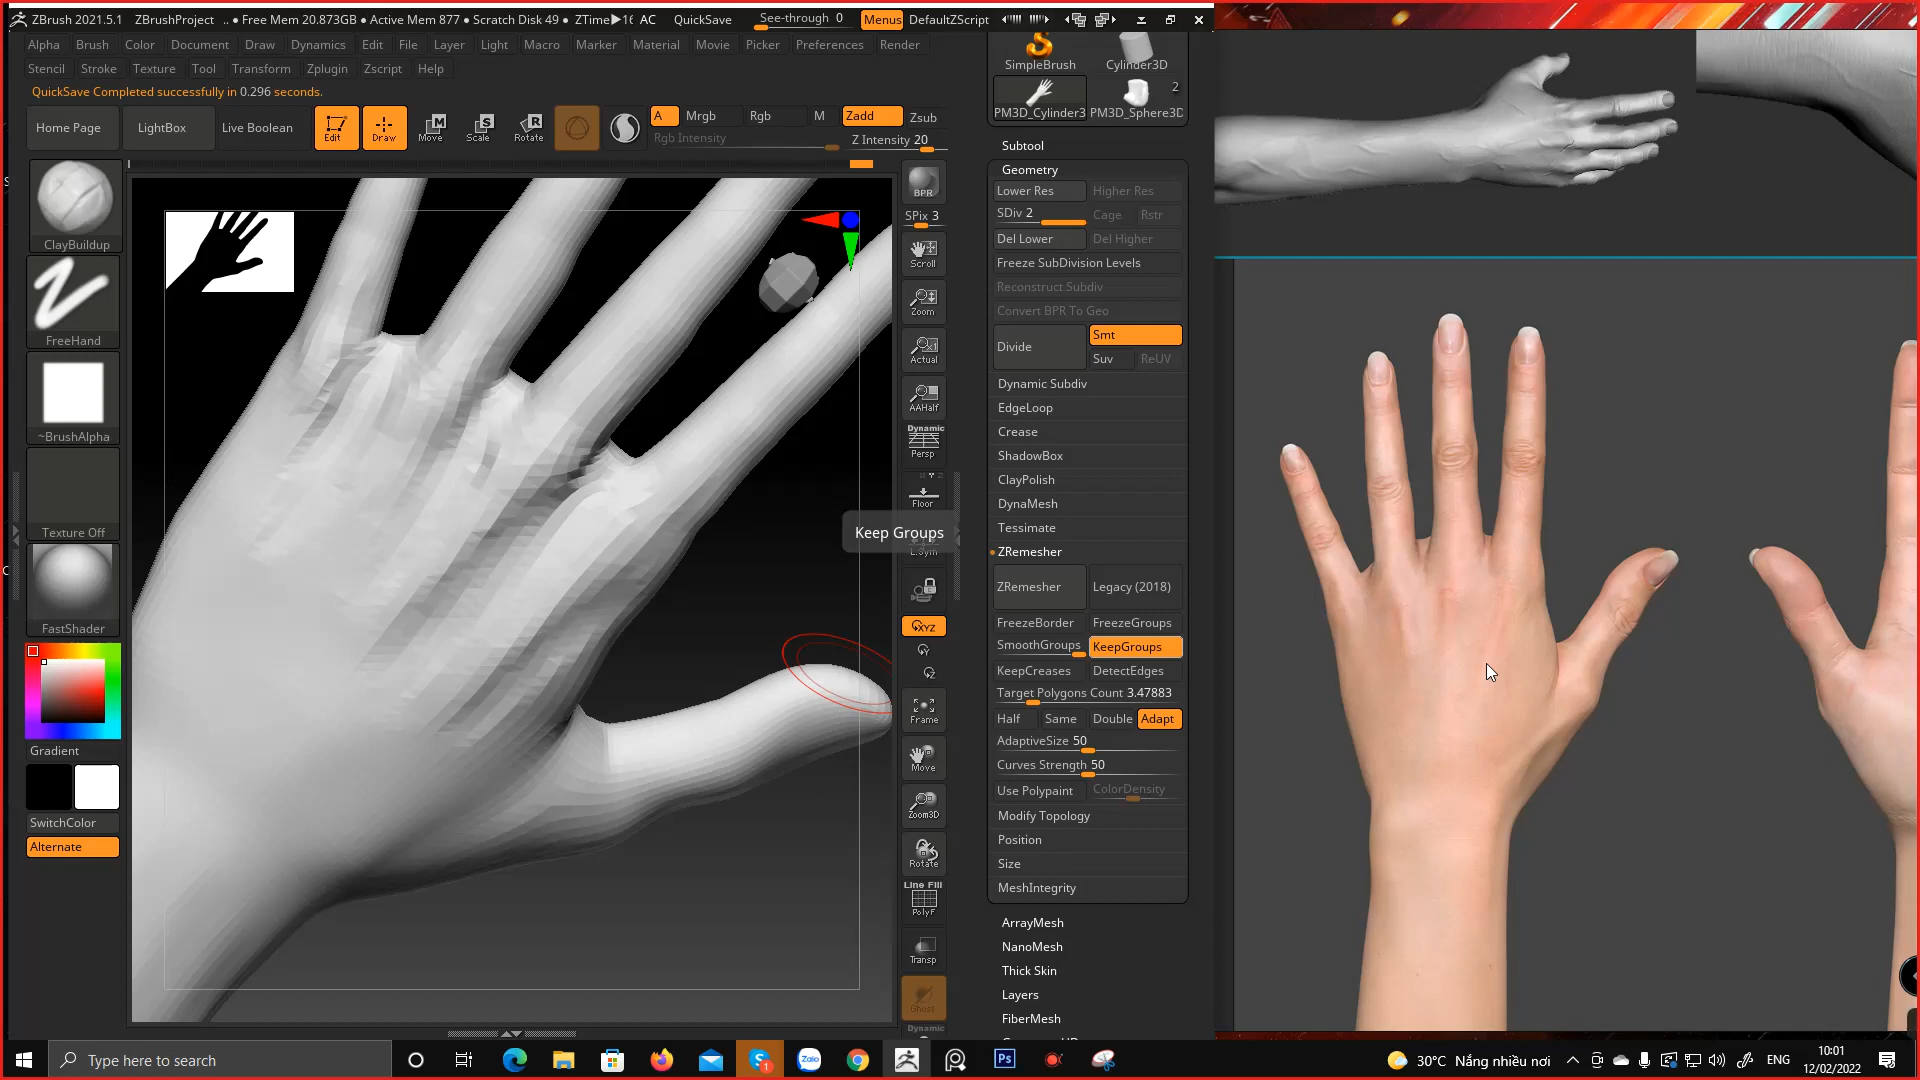 ZBrush 2021.5.1 ZBrushProject .. ● Free Mem 20.873GB ● Active Mem 877 ● Scratch Disk 49 ● ZTime▶16 AC QuickSave See-through 0 Menus DefaultZScript
Alpha Brush Color Document Draw Dynamics Edit File Layer Light Macro Marker Material Movie Picker Preferences Render
Stencil Stroke Texture Tool Transform Zplugin Zscript Help
QuickSave Completed successfully in 0.296 seconds.
Home Page LightBox Live Boolean Edit Draw Move Scale Rotate A Mrgb Rgb M Zadd Zsub
Rgb Intensity Z Intensity 20
ClayBuildup
FreeHand
~BrushAlpha
Texture Off
FastShader
Gradient
SwitchColor
Alternate
BPR
SPix 3
Scroll
Zoom
Actual
AAHalf
Dynamic
Persp
Floor
L.Sym
Keep Groups
XYZ
Y
Z
Frame
Move
Zoom3D
Rotate
Line Fill
PolyF
Transp
Ghost
Dynamic
SimpleBrush Cylinder3D
2
PM3D_Cylinder3 PM3D_Sphere3D
Subtool
Geometry
Lower Res Higher Res
SDiv 2 Cage Rstr
Del Lower Del Higher
Freeze SubDivision Levels
Reconstruct Subdiv
Convert BPR To Geo
Divide Smt
Suv ReUV
Dynamic Subdiv
EdgeLoop
Crease
ShadowBox
ClayPolish
DynaMesh
Tessimate
ZRemesher
ZRemesher Legacy (2018)
FreezeBorder FreezeGroups
SmoothGroups KeepGroups
KeepCreases DetectEdges
Target Polygons Count 3.47883
Half Same Double Adapt
AdaptiveSize 50
Curves Strength 50
Use Polypaint ColorDensity
Modify Topology
Position
Size
MeshIntegrity
ArrayMesh
NanoMesh
Thick Skin
Layers
FiberMesh
Type here to search
Zalo
Ps
30°C Nắng nhiều nơi
ENG
10:01
12/02/2022